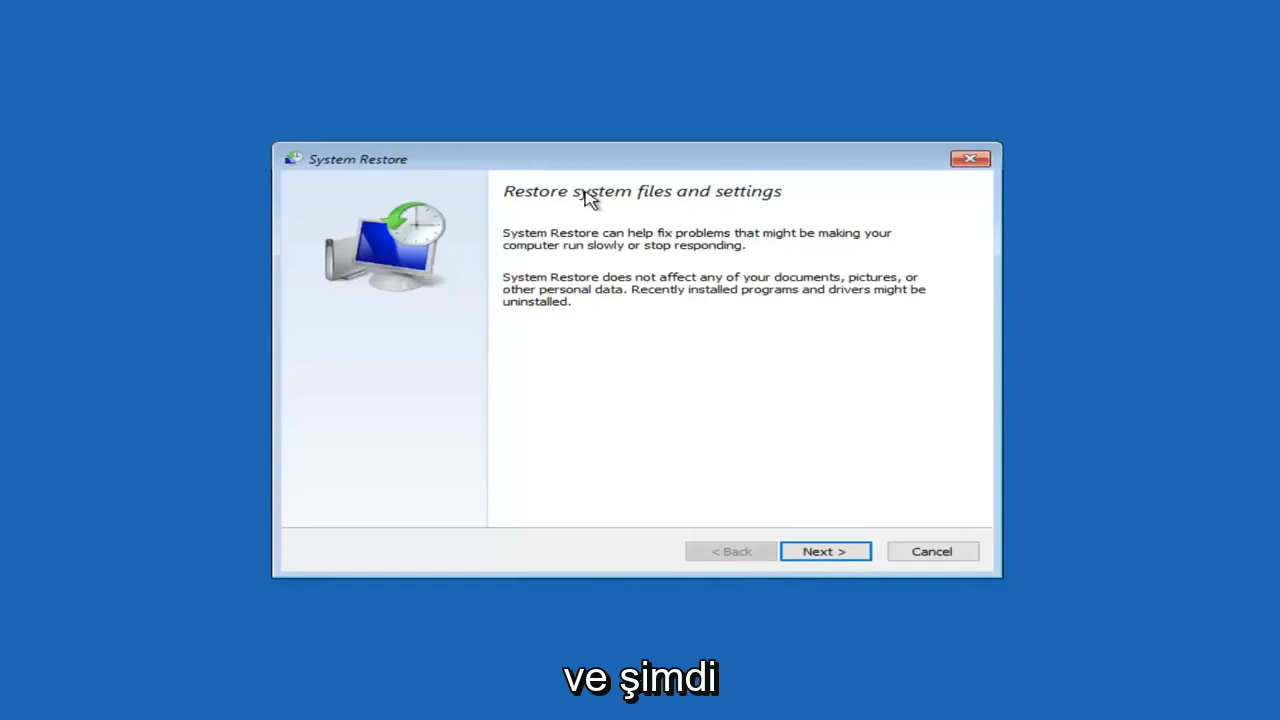 System Restore
Restore system files and settings
System Restore can help fix problems that might be making your
computer run slowly or stop responding.
System Restore does not affect any of your documents, pictures, or
other personal data. Recently installed programs and drivers might be
uninstalled.
< Back Next > Cancel
ve şimdi